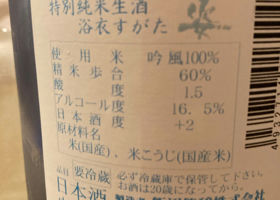 特別純米生酒
浴衣すがた
姿
使・用・米 吟風100%
精米歩合 60%
酸度 1.5
アルコール度 16.5%
日本酒度 +2
原材料名
米(国産)、米こうじ(国産米)
品目 要冷蔵 必ず冷蔵庫で保管して下さい。
日本酒 お酒は20歳になってから。
49327